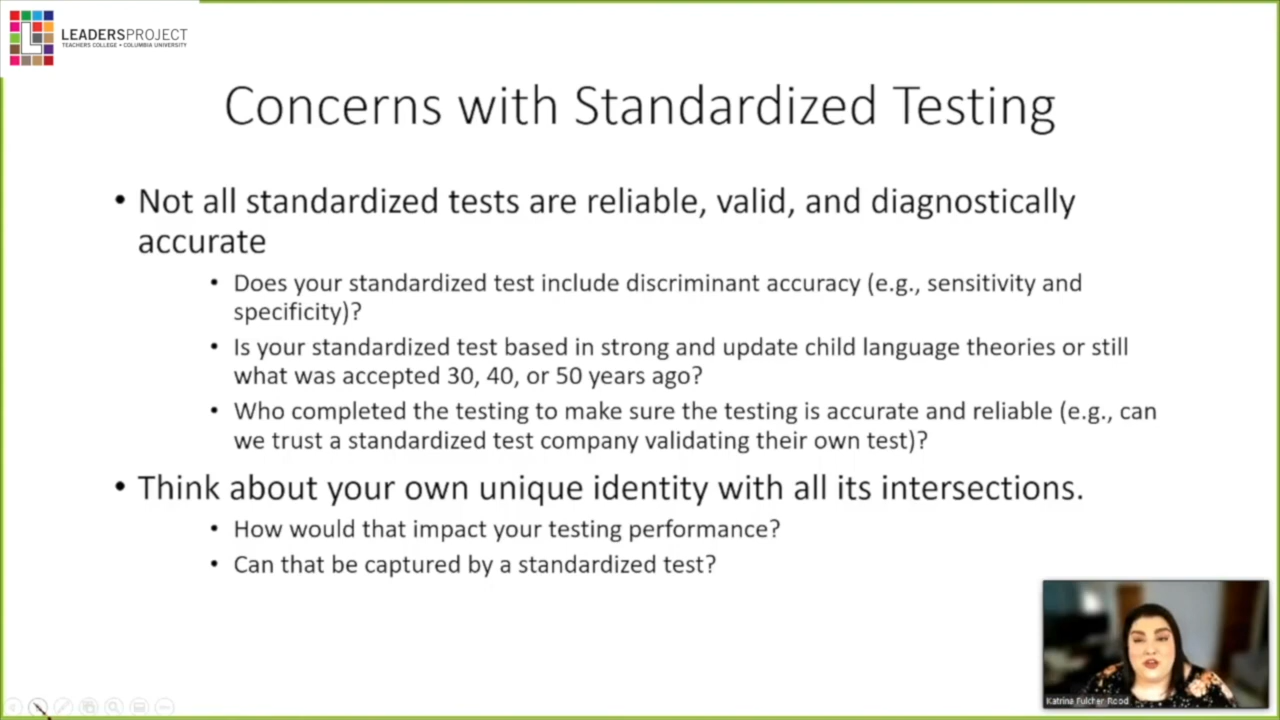 LEADERSPROJECT
TEACHERS COLLEGE • COLUMBIA UNIVERSITY
Concerns with Standardized Testing
• Not all standardized tests are reliable, valid, and diagnostically
accurate
• Does your standardized test include discriminant accuracy (e.g., sensitivity and
specificity)?
• Is your standardized test based in strong and update child language theories or still
what was accepted 30, 40, or 50 years ago?
• Who completed the testing to make sure the testing is accurate and reliable (e.g., can
we trust a standardized test company validating their own test)?
• Think about your own unique identity with all its intersections.
• How would that impact your testing performance?
• Can that be captured by a standardized test?
Katrina Fulcher-Rood